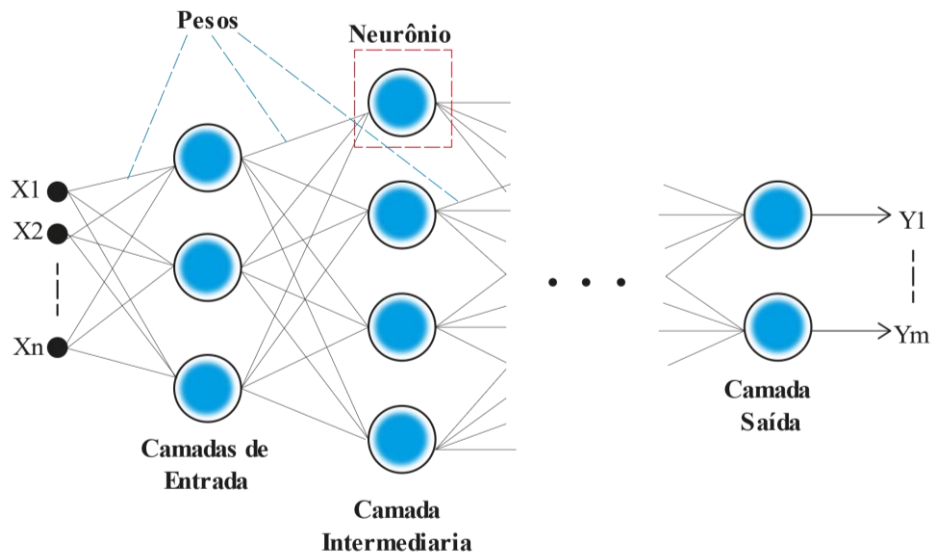 Pesos
Neurônio
X1
X2
Xn
Y1
Ym
Camadas de
Entrada
Camada
Intermediaria
Camada
Saída